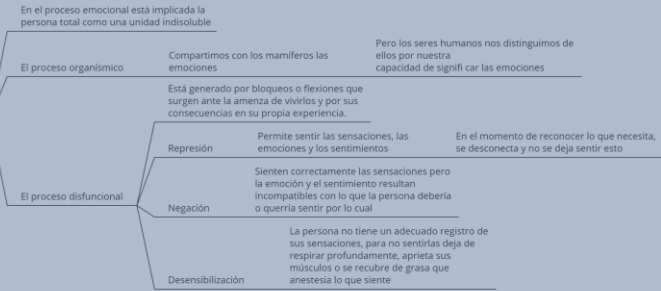 En el proceso emocional está implicada la
persona total como una unidad indisoluble
El proceso organísmico
Compartimos con los mamíferos las
emociones
Pero los seres humanos nos distinguimos de
ellos por nuestra
capacidad de signifi car las emociones
El proceso disfuncional
Está generado por bloqueos o flexiones que
surgen ante la amenza de vivirlos y por sus
consecuencias en su propia experiencia.
Represión
Permite sentir las sensaciones, las
emociones y los sentimientos
En el momento de reconocer lo que necesita,
se desconecta y no se deja sentir esto
Negación
Sienten correctamente las sensaciones pero
la emoción y el sentimiento resultan
incompatibles con lo que la persona debería
o querría sentir por lo cual
Desensibilización
La persona no tiene un adecuado registro de
sus sensaciones, para no sentirlas deja de
respirar profundamente, aprieta sus
músculos o se recubre de grasa que
anestesia lo que siente